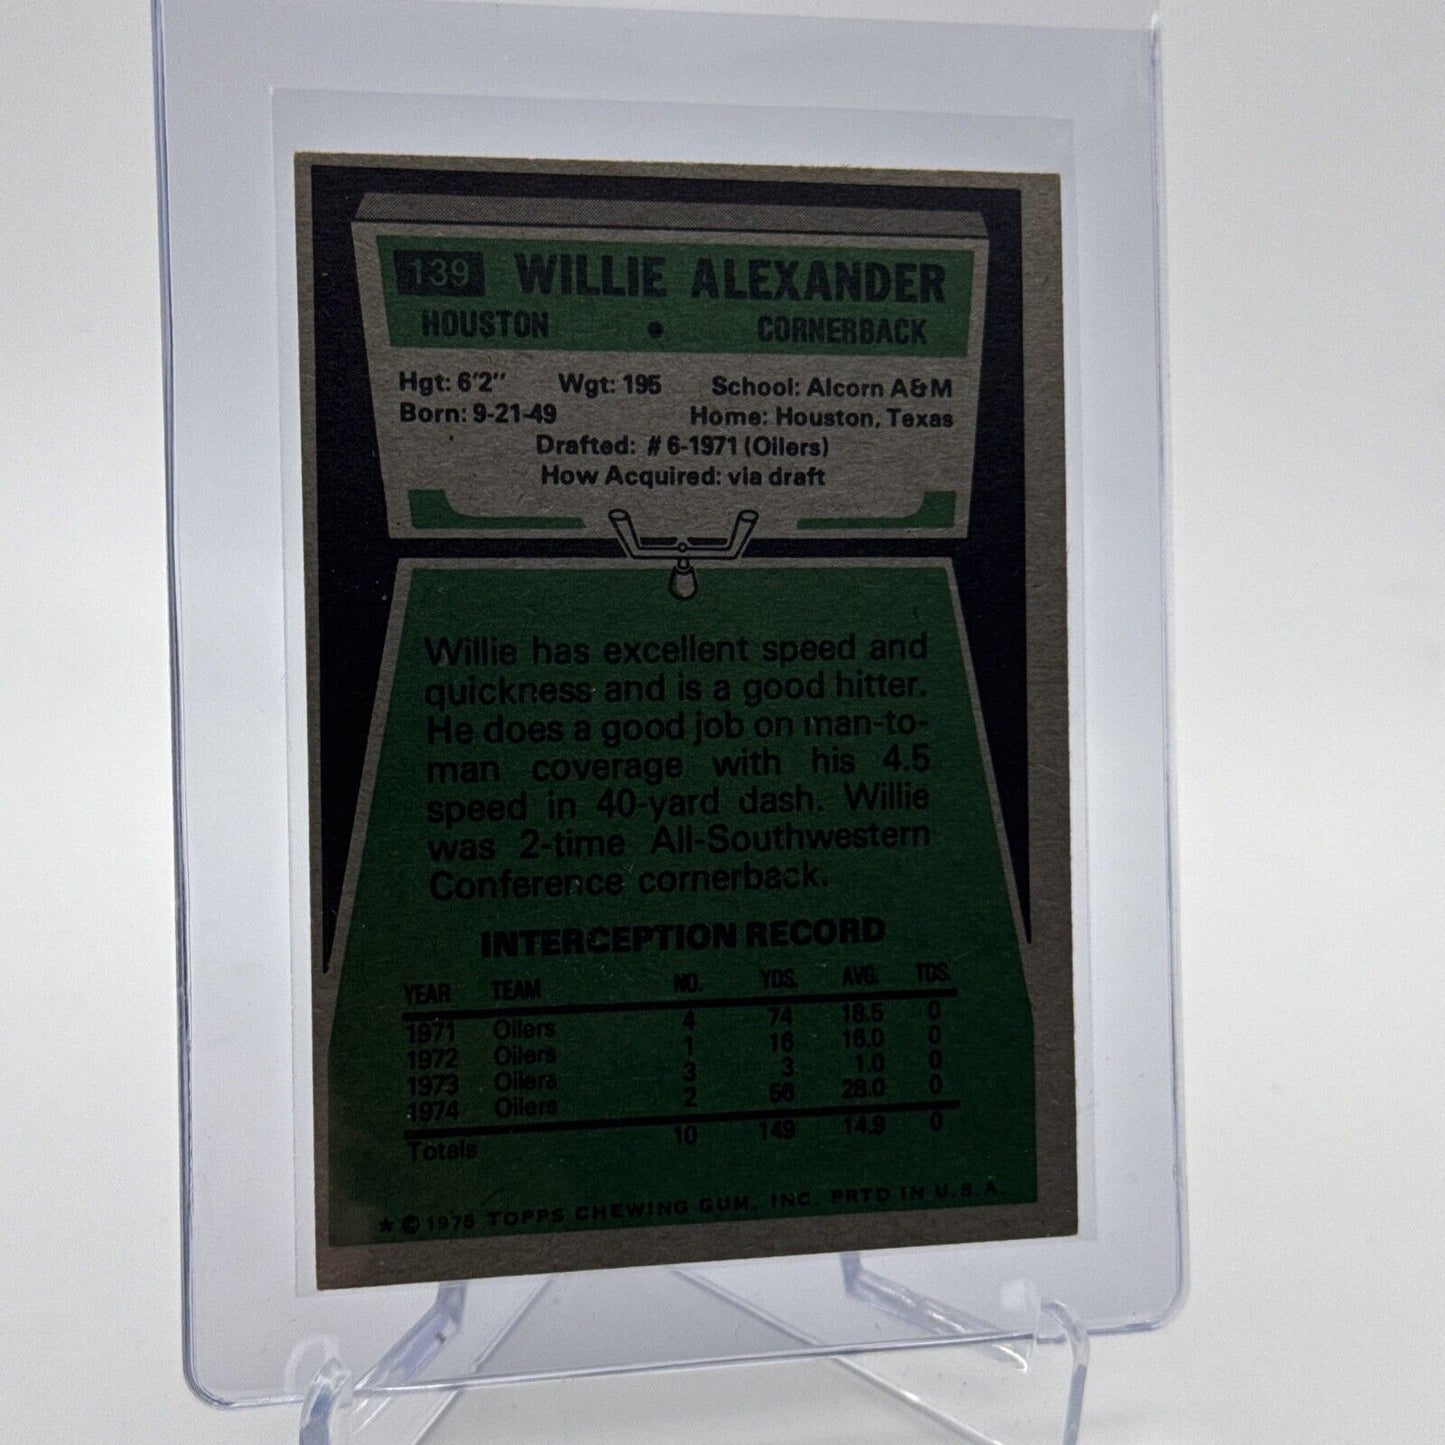 139 WILLIE ALEXANDER
HOUSTON • CORNERBACK
Hgt: 6'2" Wgt: 195 School: Alcorn A&M
Born: 9-21-49 Home: Houston, Texas
Drafted: # 6-1971 (Oilers)
How Acquired: via draft
Willie has excellent speed and
quickness and is a good hitter.
He does a good job on man-to-
man coverage with his 4.5
speed in 40-yard dash. Willie
was 2-time All-Southwestern
Conference cornerback.
INTERCEPTION RECORD
YEAR TEAM NO. YDS. AVG. TDS.
1971 Oilers 4 74 18.5 0
1972 Oilers 1 16 16.0 0
1973 Oilers 3 3 1.0 0
1974 Oilers 2 56 28.0 0
Totals 10 149 14.9 0
★ © 1975 TOPPS CHEWING GUM, INC. PRTD IN U.S.A.